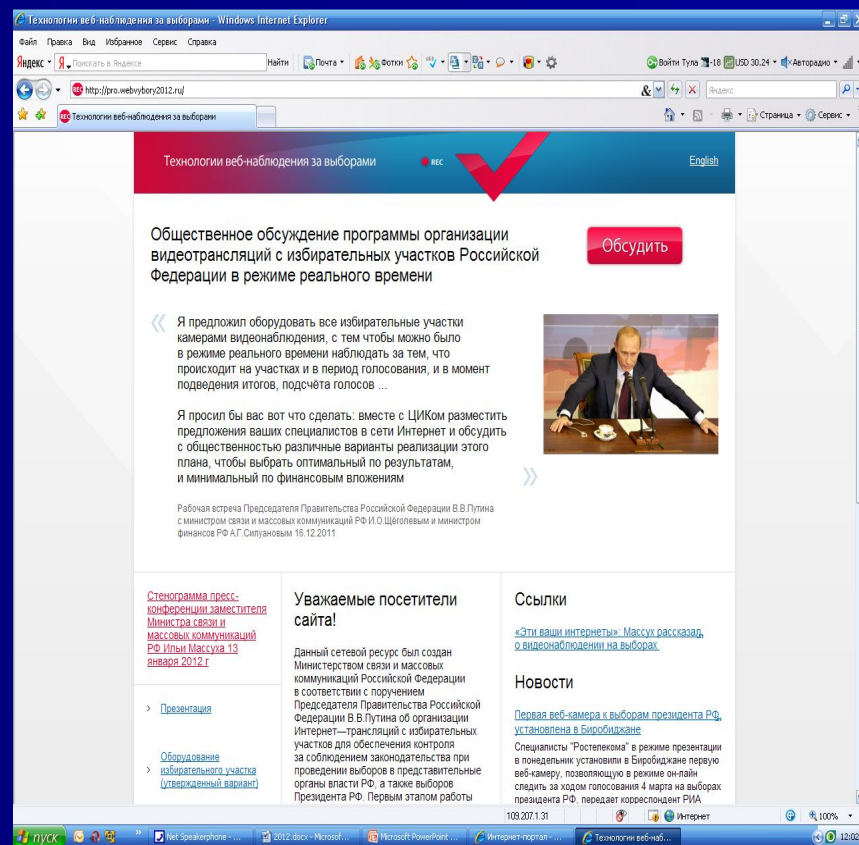 Технологии веб-наблюдения за выборами - Windows Internet Explorer
Файл Правка Вид Избранное Сервис Справка
Яндекс Поискать в Яндексе Найти Почта Фотки Войти Тула -18 USD 30.24 Авторадио
http://pro.webvybory2012.ru/ Яндекс
Технологии веб-наблюдения за выборами Страница Сервис
Технологии веб-наблюдения за выборами REC English
Общественное обсуждение программы организации
видеотрансляций с избирательных участков Российской
Федерации в режиме реального времени
Обсудить
« Я предложил оборудовать все избирательные участки
камерами видеонаблюдения, с тем чтобы можно было
в режиме реального времени наблюдать за тем, что
происходит на участках и в период голосования, и в момент
подведения итогов, подсчёта голосов ...
Я просил бы вас вот что сделать: вместе с ЦИКом разместить
предложения ваших специалистов в сети Интернет и обсудить
с общественностью различные варианты реализации этого
плана, чтобы выбрать оптимальный по результатам,
и минимальный по финансовым вложениям »
Рабочая встреча Председателя Правительства Российской Федерации В.В.Путина
с министром связи и массовых коммуникаций РФ И.О.Щёголевым и министром
финансов РФ А.Г.Силуановым 16.12.2011
Стенограмма пресс-
конференции заместителя
Министра связи и
массовых коммуникаций
РФ Ильи Массуха 13
января 2012 г
> Презентация
Оборудование
> избирательного участка
(утвержденный вариант)
Уважаемые посетители
сайта!
Данный сетевой ресурс был создан
Министерством связи и массовых
коммуникаций Российской Федерации
в соответствии с поручением
Председателя Правительства Российской
Федерации В.В.Путина об организации
Интернет—трансляций с избирательных
участков для обеспечения контроля
за соблюдением законодательства при
проведении выборов в представительные
органы власти РФ, а также выборов
Президента РФ. Первым этапом работы
Ссылки
«Эти ваши интернеты»: Массух рассказал,
о видеонаблюдении на выборах
Новости
Первая веб-камера к выборам президента РФ,
установлена в Биробиджане
Специалисты "Ростелекома" в режиме презентации
в понедельник установили в Биробиджане первую
веб-камеру, позволяющую в режиме он-лайн
следить за ходом голосования 4 марта на выборах
президента РФ, передает корреспондент РИА
109.207.1.31 Интернет 100%
пуск Net Speakerphone - ... 2012.docx - Microsof... Microsoft PowerPoint ... Интернет-портал - ... Технологии веб-наб... 12:02